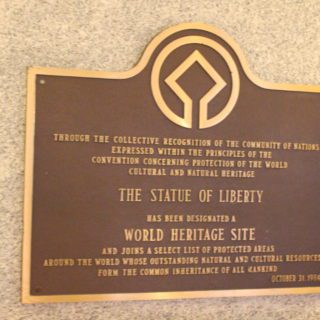 THROUGH THE COLLECTIVE RECOGNITION OF THE COMMUNITY OF NATIONS
EXPRESSED WITHIN THE PRINCIPLES OF THE
CONVENTION CONCERNING PROTECTION OF THE WORLD
CULTURAL AND NATURAL HERITAGE
THE STATUE OF LIBERTY
HAS BEEN DESIGNATED A
WORLD HERITAGE SITE
AND JOINS A SELECT LIST OF PROTECTED AREAS
AROUND THE WORLD WHOSE OUTSTANDING NATURAL AND CULTURAL RESOURCES
FORM THE COMMON INHERITANCE OF ALL MANKIND
OCTOBER 31, 1984